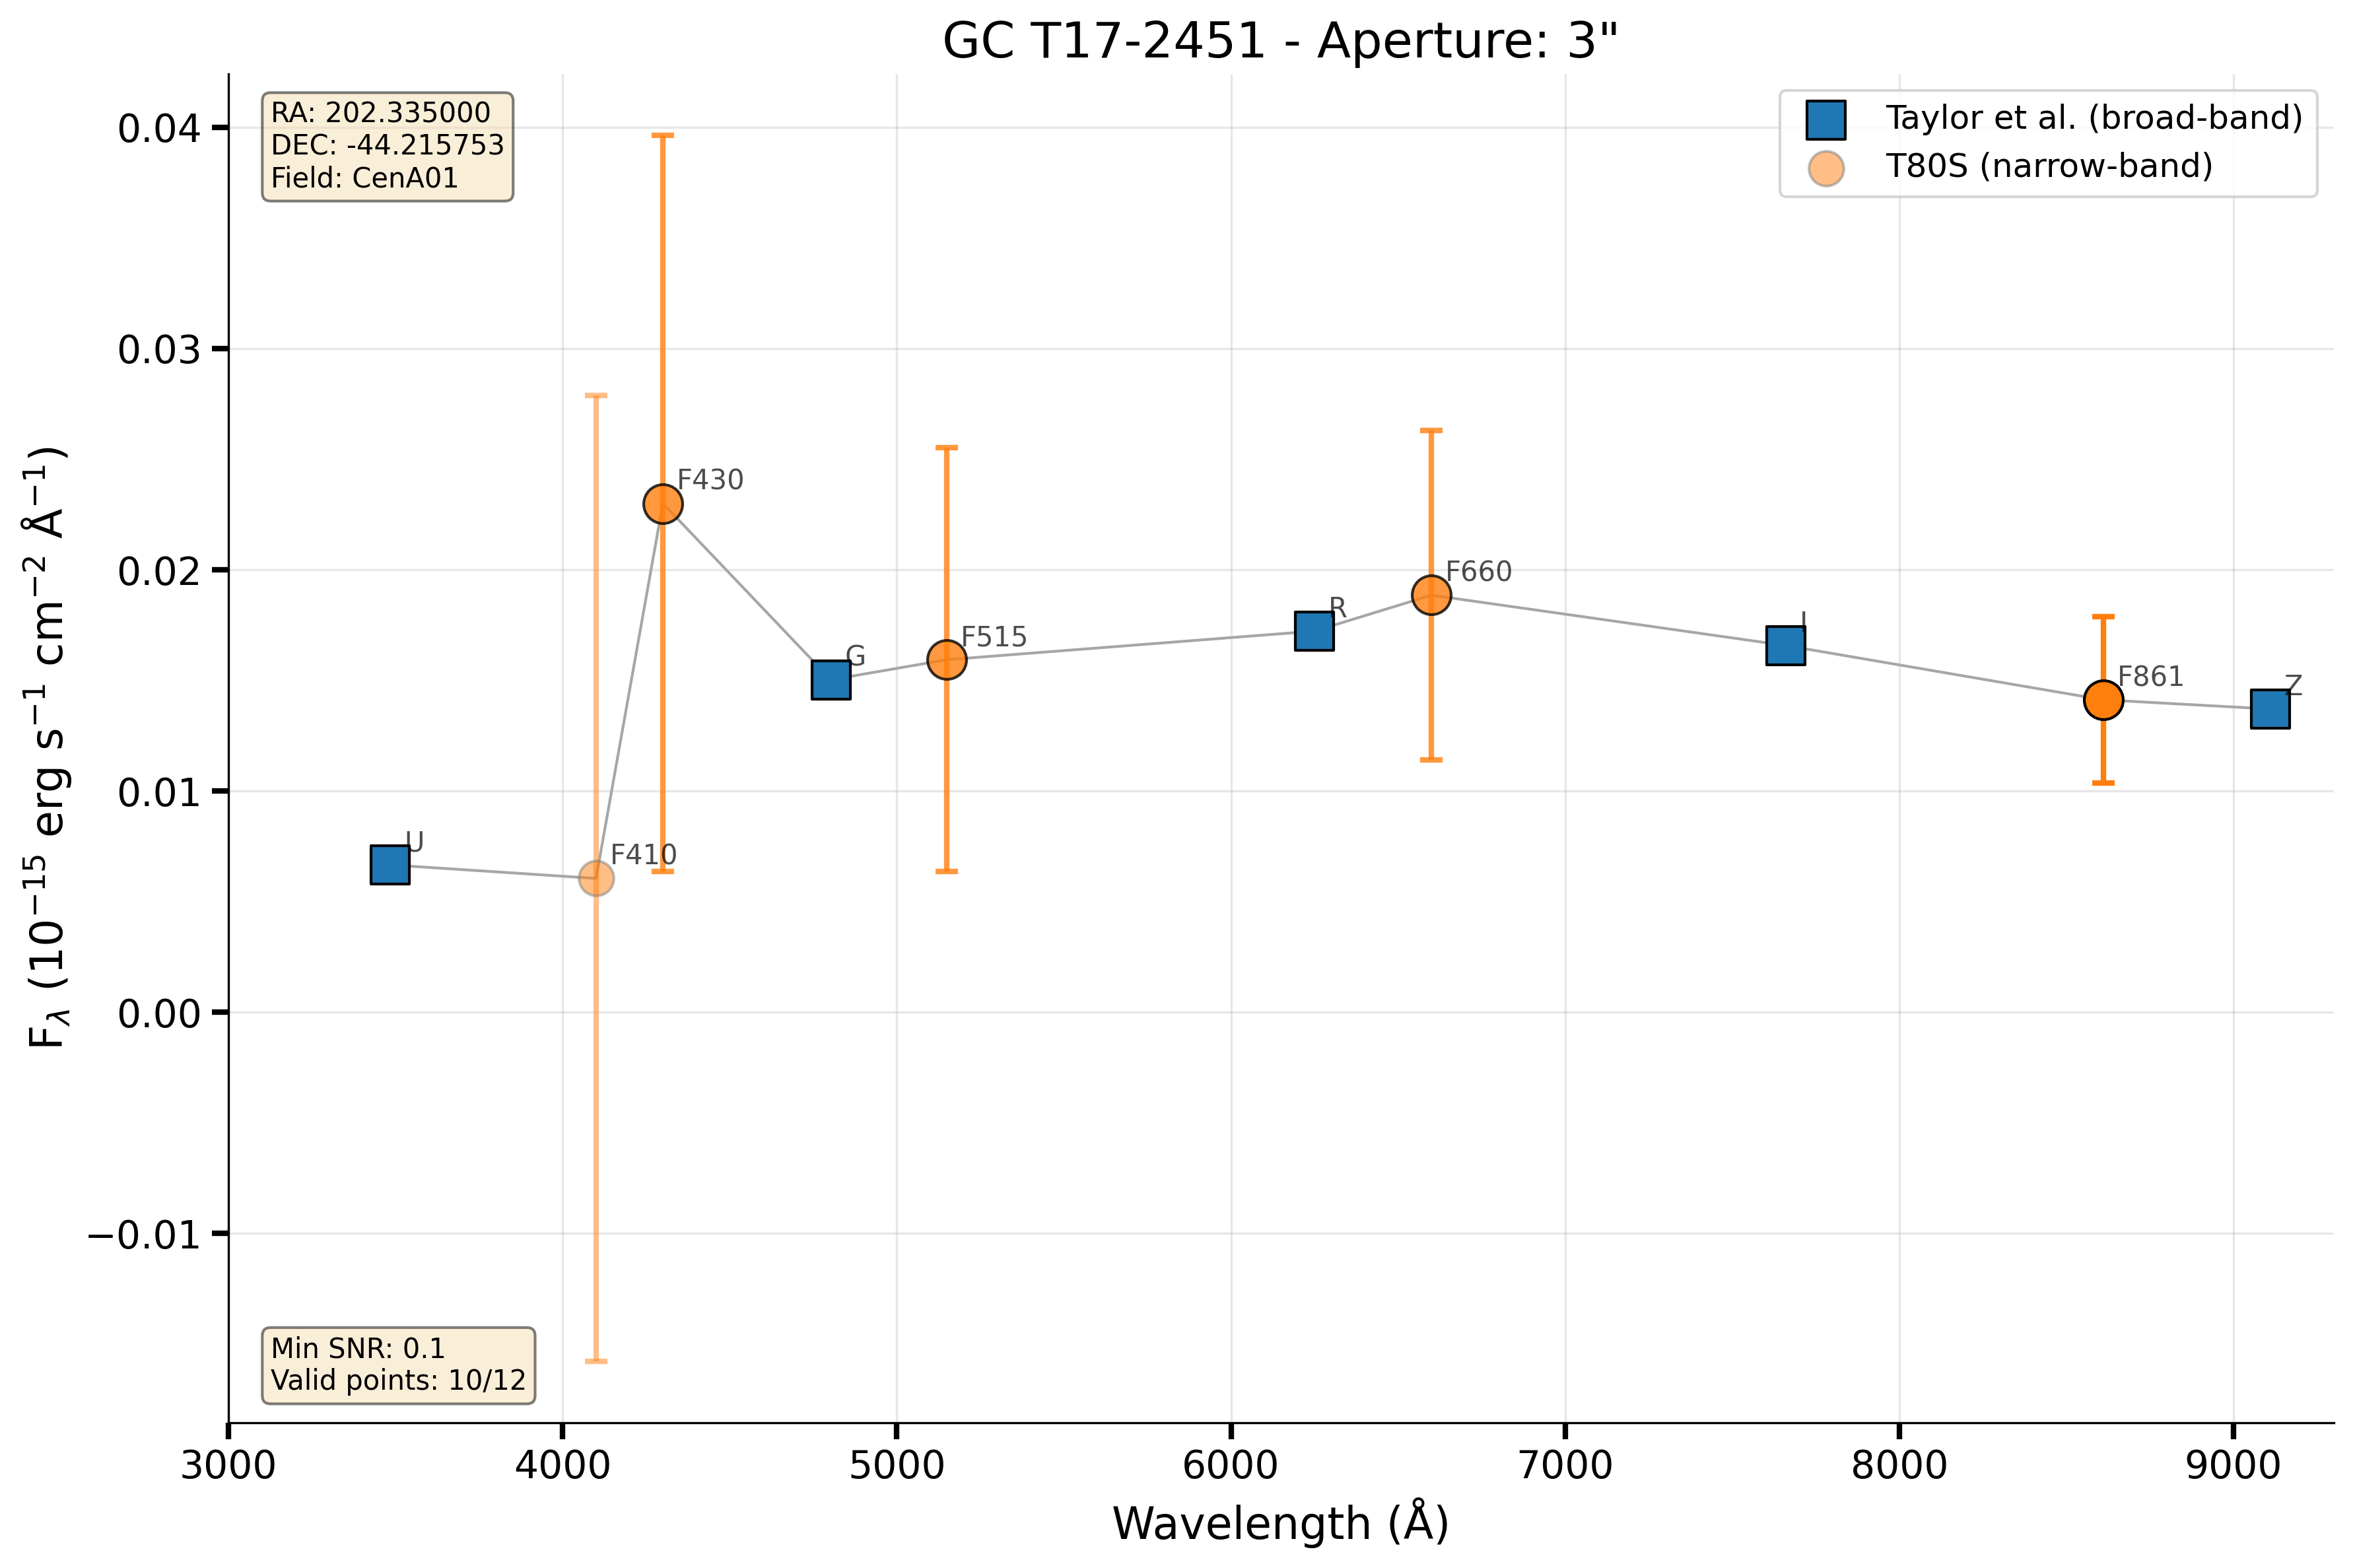 GC T17-2451 - Aperture: 3"
RA: 202.335000
DEC: -44.215753
Field: CenA01
Taylor et al. (broad-band)
T80S (narrow-band)
F_λ (10⁻¹⁵ erg s⁻¹ cm⁻² Å⁻¹)
0.04
0.03
0.02
0.01
0.00
−0.01
U
F410
F430
G
F515
R
F660
I
F861
Z
Min SNR: 0.1
Valid points: 10/12
3000
4000
5000
6000
7000
8000
9000
Wavelength (Å)